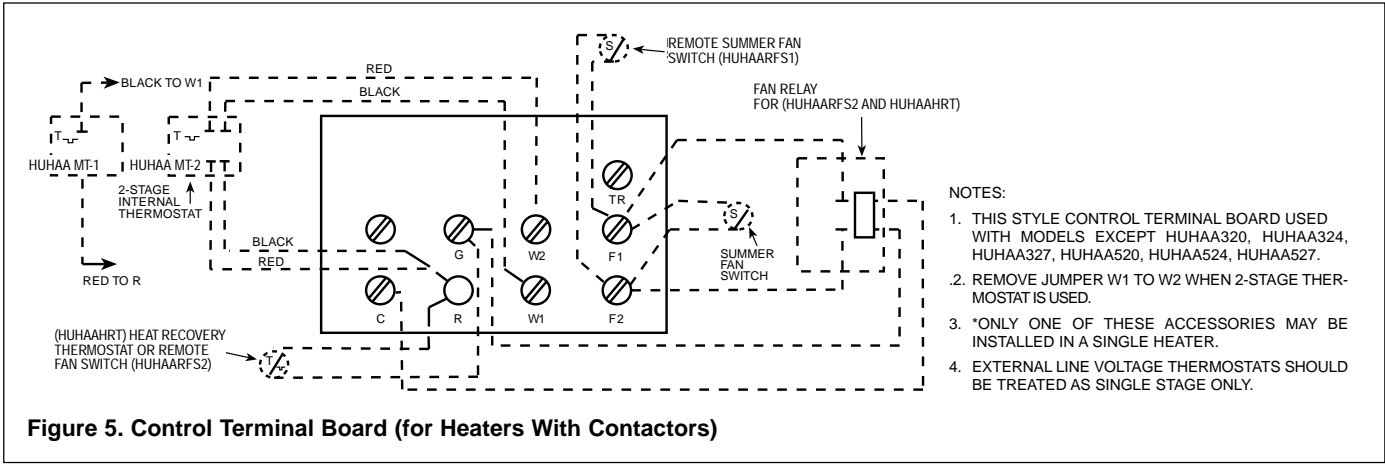 REMOTE SUMMER FAN
SWITCH (HUHAARFS1)
S
RED
BLACK TO W1
BLACK
FAN RELAY
FOR (HUHAARFS2 AND HUHAAHRT)
T
T
HUHAA MT-1
HUHAA MT-2
2-STAGE
INTERNAL
THERMOSTAT
TR
S
SUMMER
FAN
SWITCH
BLACK
RED
G
W2
F1
RED TO R
C
R
W1
F2
(HUHAAHRT) HEAT RECOVERY
THERMOSTAT OR REMOTE
FAN SWITCH (HUHAARFS2)
T
NOTES:
1. THIS STYLE CONTROL TERMINAL BOARD USED
WITH MODELS EXCEPT HUHAA320, HUHAA324,
HUHAA327, HUHAA520, HUHAA524, HUHAA527.
.2. REMOVE JUMPER W1 TO W2 WHEN 2-STAGE THER-
MOSTAT IS USED.
3. *ONLY ONE OF THESE ACCESSORIES MAY BE
INSTALLED IN A SINGLE HEATER.
4. EXTERNAL LINE VOLTAGE THERMOSTATS SHOULD
BE TREATED AS SINGLE STAGE ONLY.
Figure 5. Control Terminal Board (for Heaters With Contactors)